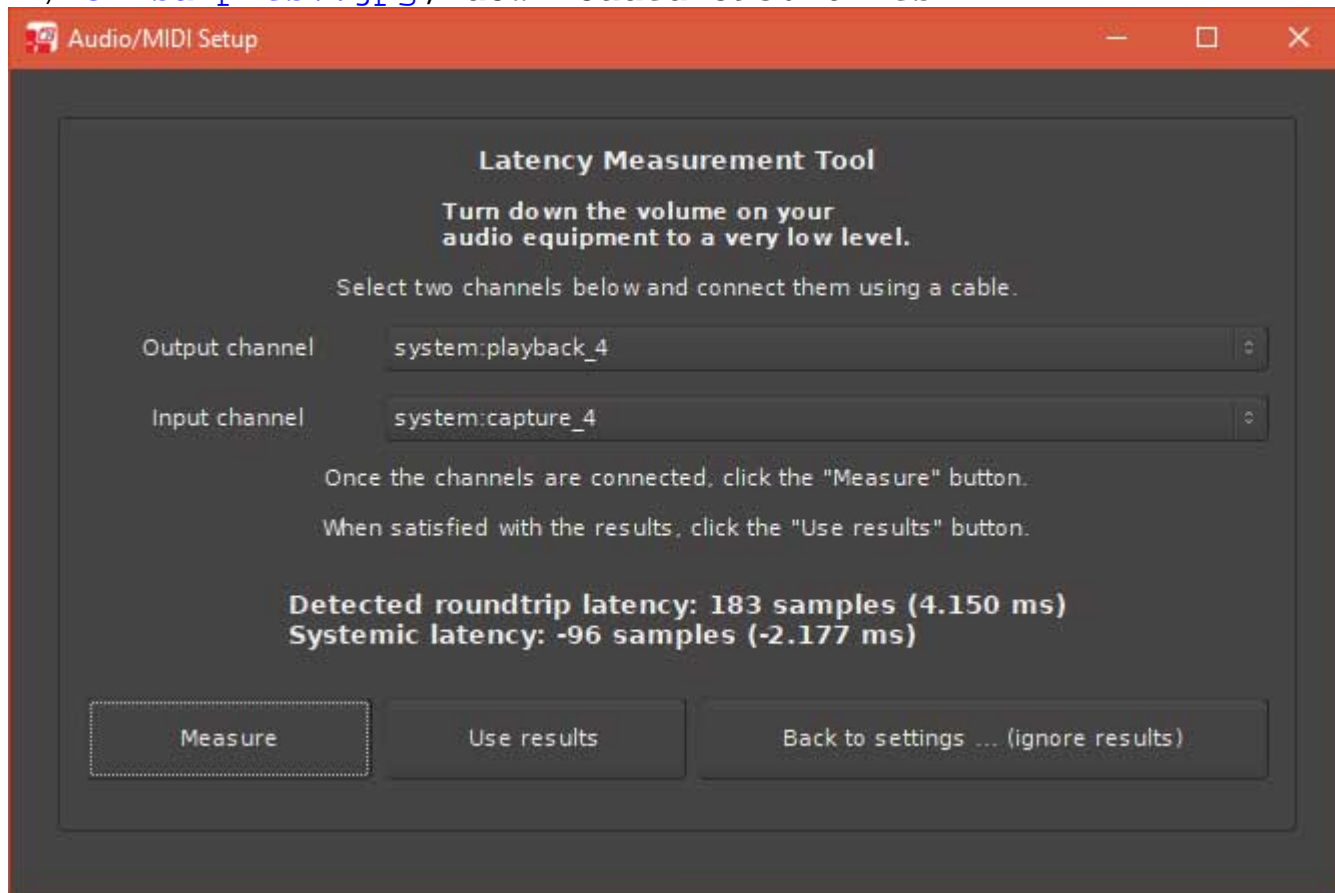 Audio/MIDI Setup
Latency Measurement Tool
Turn down the volume on your
audio equipment to a very low level.
Select two channels below and connect them using a cable.
Output channel system:playback_4
Input channel system:capture_4
Once the channels are connected, click the "Measure" button.
When satisfied with the results, click the "Use results" button.
Detected roundtrip latency: 183 samples (4.150 ms)
Systemic latency: -96 samples (-2.177 ms)
Measure Use results Back to settings ... (ignore results)